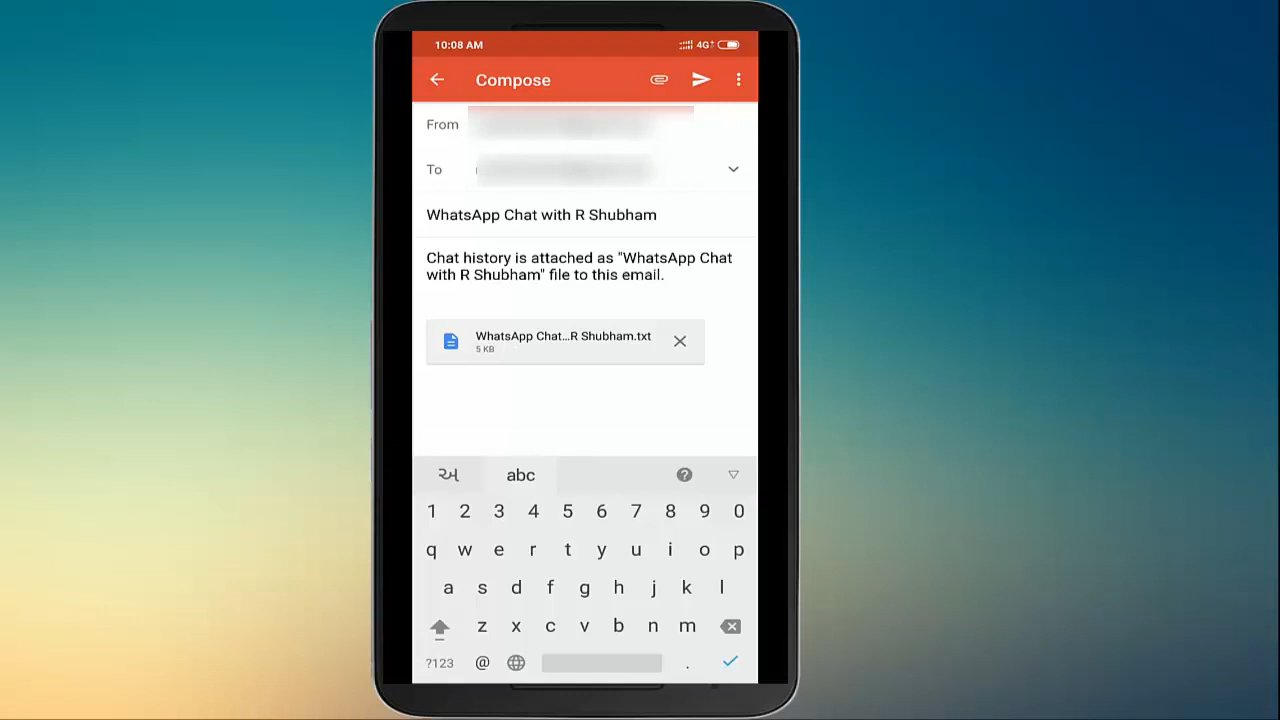 10:08 AM 4G
Compose
From
To
WhatsApp Chat with R Shubham
Chat history is attached as "WhatsApp Chat
with R Shubham" file to this email.
WhatsApp Chat...R Shubham.txt
5 KB
અ abc
1 2 3 4 5 6 7 8 9 0
q w e r t y u i o p
a s d f g h j k l
z x c v b n m
?123 @ .